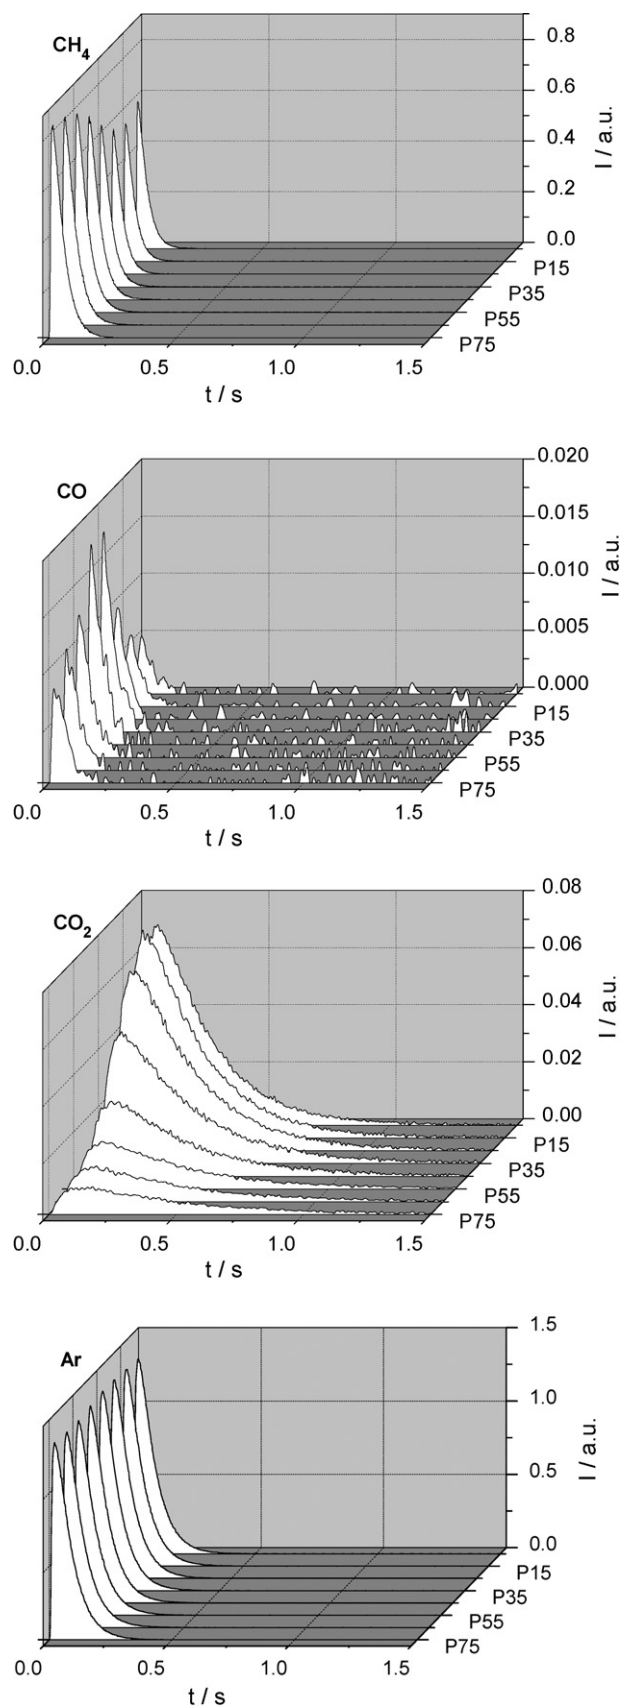 CH4
0.8
0.6
0.4
0.2
0.0
I / a.u.
P15
P35
P55
P75
0.0 0.5 1.0 1.5
t / s
CO
0.020
0.015
0.010
0.005
0.000
I / a.u.
P15
P35
P55
P75
0.0 0.5 1.0 1.5
t / s
CO2
0.08
0.06
0.04
0.02
0.00
I / a.u.
P15
P35
P55
P75
0.0 0.5 1.0 1.5
t / s
Ar
1.5
1.0
0.5
0.0
I / a.u.
P15
P35
P55
P75
0.0 0.5 1.0 1.5
t / s